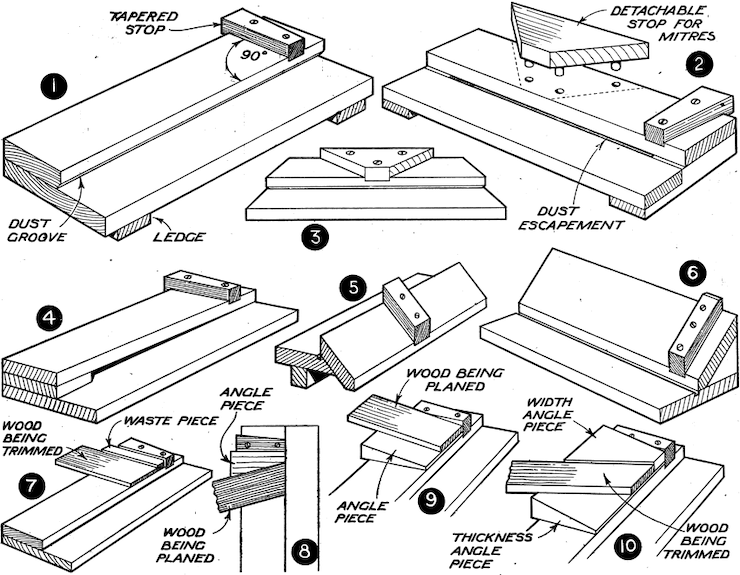 TAPERED
STOP
90°
1
DUST
GROOVE
LEDGE
DETACHABLE
STOP FOR
MITRES
2
DUST
ESCAPEMENT
3
4
5
6
WOOD
BEING
TRIMMED
WASTE PIECE
7
ANGLE
PIECE
WOOD
BEING
PLANED
8
WOOD BEING
PLANED
ANGLE
PIECE
9
WIDTH
ANGLE
PIECE
THICKNESS
ANGLE
PIECE
WOOD
BEING
TRIMMED
10